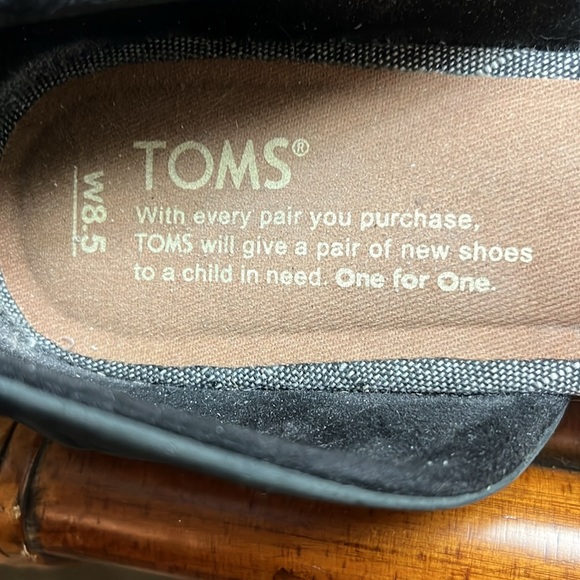 TOMS®
W8.5
With every pair you purchase,
TOMS will give a pair of new shoes
to a child in need. One for One.